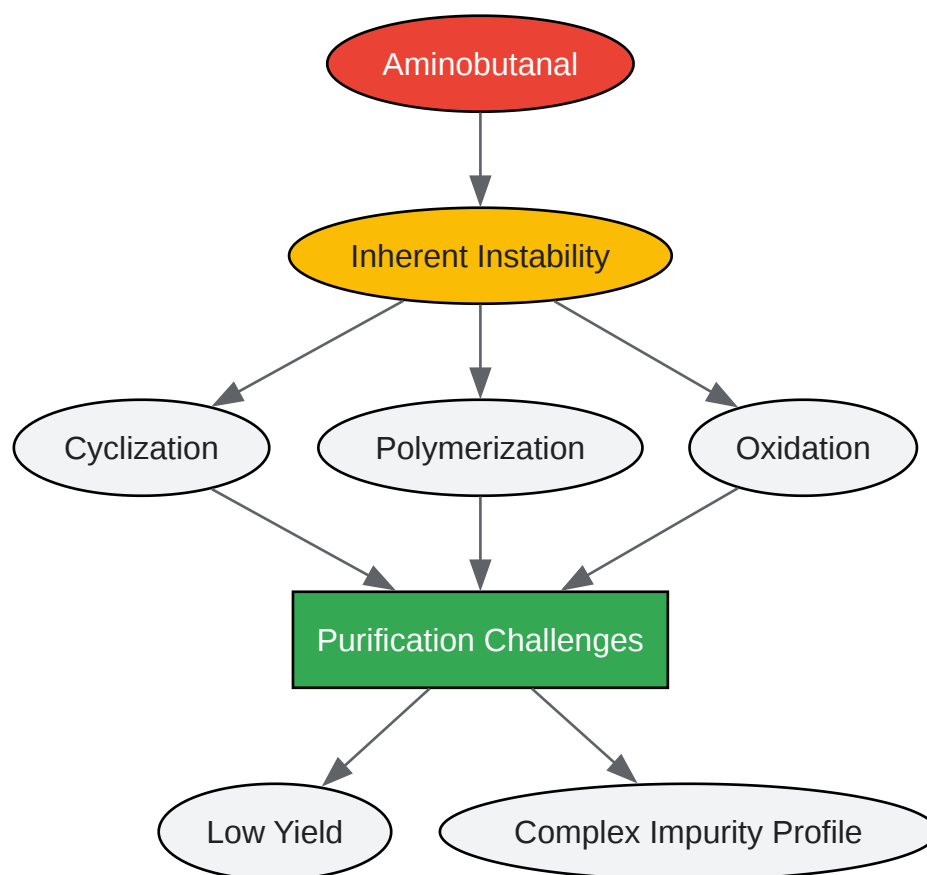 Aminobutanal
Inherent Instability
Cyclization
Polymerization
Oxidation
Purification Challenges
Low Yield
Complex Impurity Profile